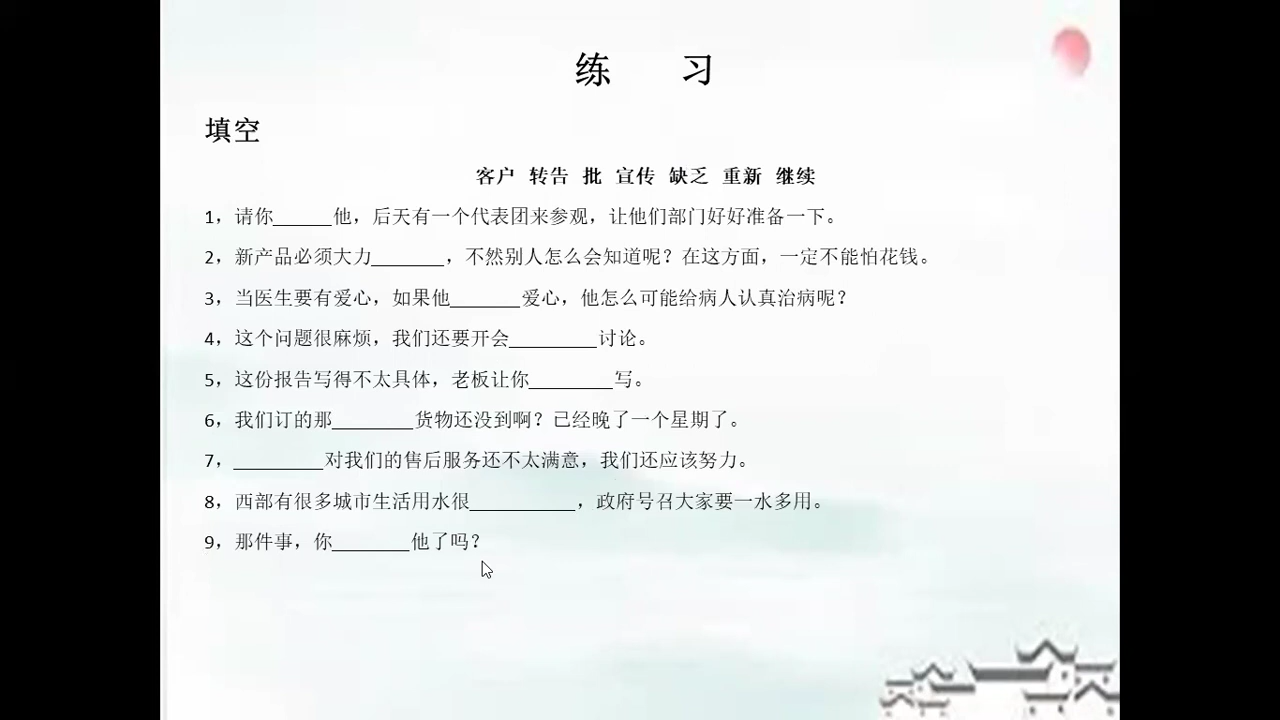 练 习
填空
客户 转告 批 宣传 缺乏 重新 继续
1，请你______他，后天有一个代表团来参观，让他们部门好好准备一下。
2，新产品必须大力_______，不然别人怎么会知道呢？在这方面，一定不能怕花钱。
3，当医生要有爱心，如果他_______爱心，他怎么可能给病人认真治病呢？
4，这个问题很麻烦，我们还要开会_________讨论。
5，这份报告写得不太具体，老板让你________写。
6，我们订的那________货物还没到啊？已经晚了一个星期了。
7，_________对我们的售后服务还不太满意，我们还应该努力。
8，西部有很多城市生活用水很__________，政府号召大家要一水多用。
9，那件事，你________他了吗？